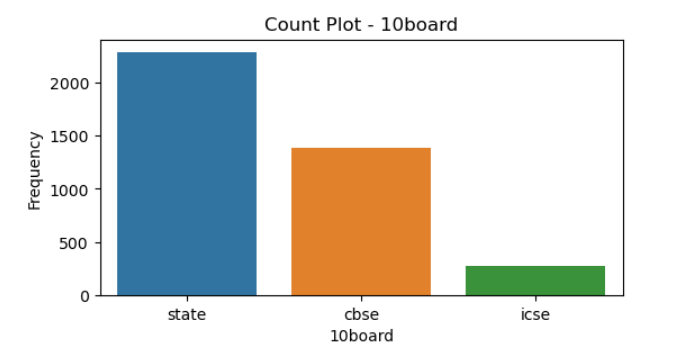 Count Plot - 10board
Frequency
2000
1500
1000
500
0
state cbse icse
10board